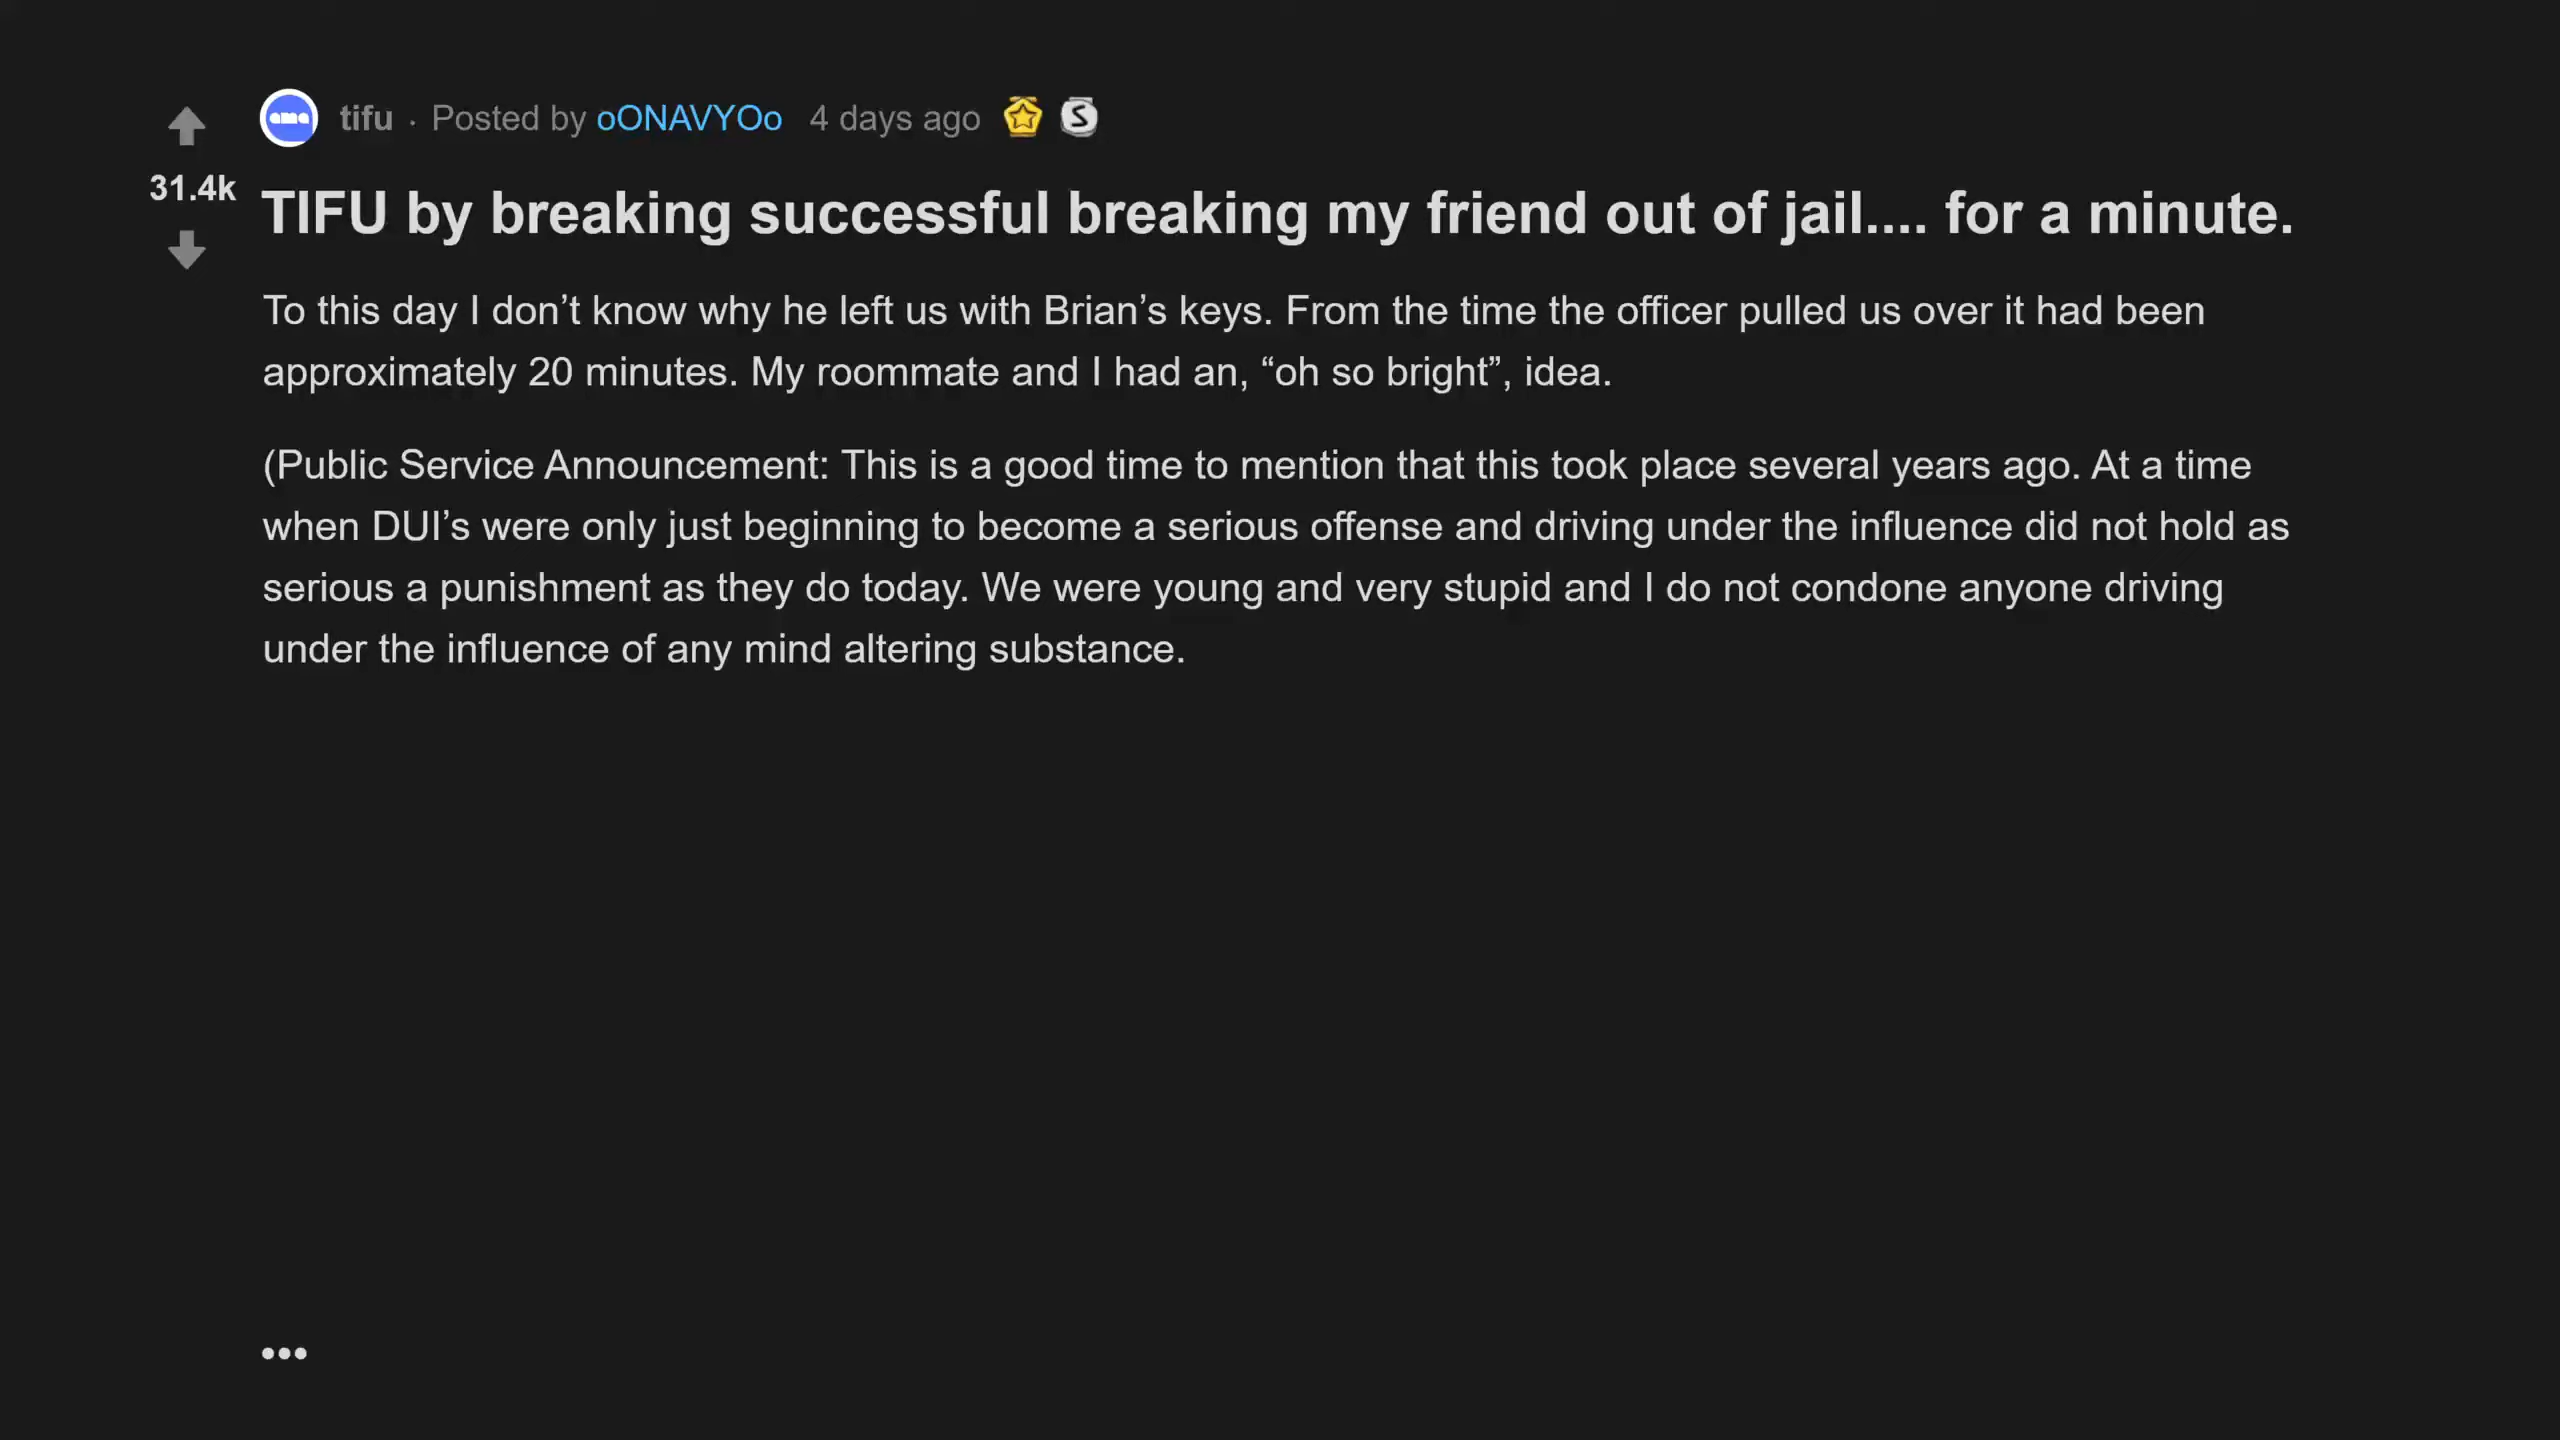 ama tifu · Posted by oONAVYOo 4 days ago S
31.4k
TIFU by breaking successful breaking my friend out of jail.... for a minute.
To this day I don’t know why he left us with Brian’s keys. From the time the officer pulled us over it had been
approximately 20 minutes. My roommate and I had an, “oh so bright”, idea.
(Public Service Announcement: This is a good time to mention that this took place several years ago. At a time
when DUI’s were only just beginning to become a serious offense and driving under the influence did not hold as
serious a punishment as they do today. We were young and very stupid and I do not condone anyone driving
under the influence of any mind altering substance.
•••